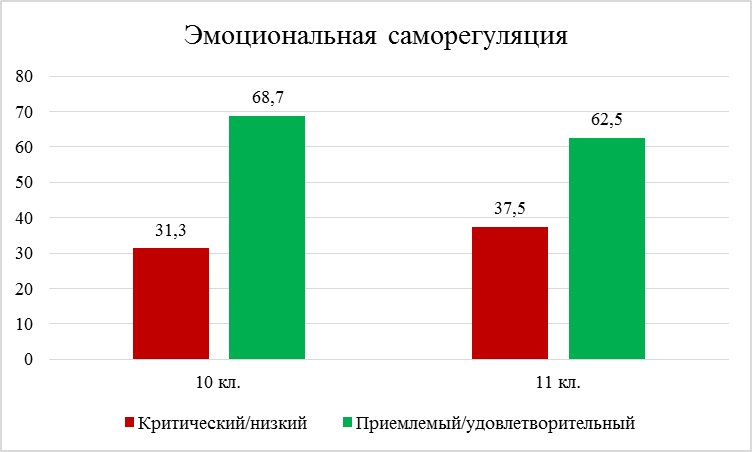 Эмоциональная саморегуляция
80
70
60
50
40
30
20
10
0
68,7
62,5
37,5
31,3
10 кл.
11 кл.
Критический/низкий
Приемлемый/удовлетворительный